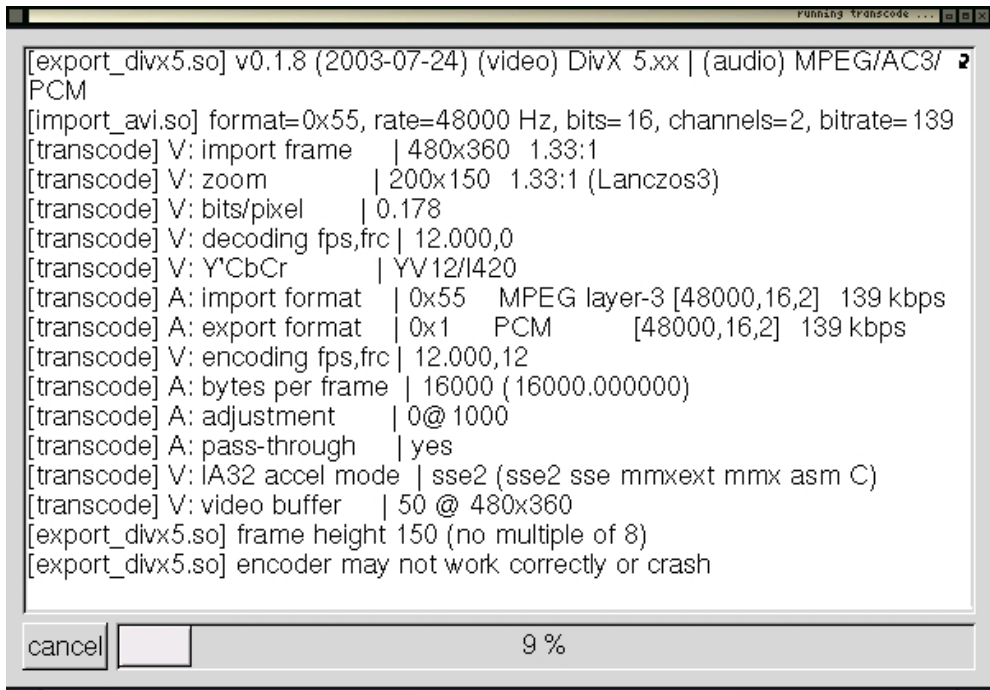 running transcode ...
[export_divx5.so] v0.1.8 (2003-07-24) (video) DivX 5.xx | (audio) MPEG/AC3/
PCM
[import_avi.so] format=0x55, rate=48000 Hz, bits=16, channels=2, bitrate=139
[transcode] V: import frame | 480x360 1.33:1
[transcode] V: zoom | 200x150 1.33:1 (Lanczos3)
[transcode] V: bits/pixel | 0.178
[transcode] V: decoding fps,frc | 12.000,0
[transcode] V: Y'CbCr | YV12/I420
[transcode] A: import format | 0x55 MPEG layer-3 [48000,16,2] 139 kbps
[transcode] A: export format | 0x1 PCM [48000,16,2] 139 kbps
[transcode] V: encoding fps,frc | 12.000,12
[transcode] A: bytes per frame | 16000 (16000.000000)
[transcode] A: adjustment | 0@1000
[transcode] A: pass-through | yes
[transcode] V: IA32 accel mode | sse2 (sse2 sse mmxext mmx asm C)
[transcode] V: video buffer | 50 @ 480x360
[export_divx5.so] frame height 150 (no multiple of 8)
[export_divx5.so] encoder may not work correctly or crash
cancel
9 %